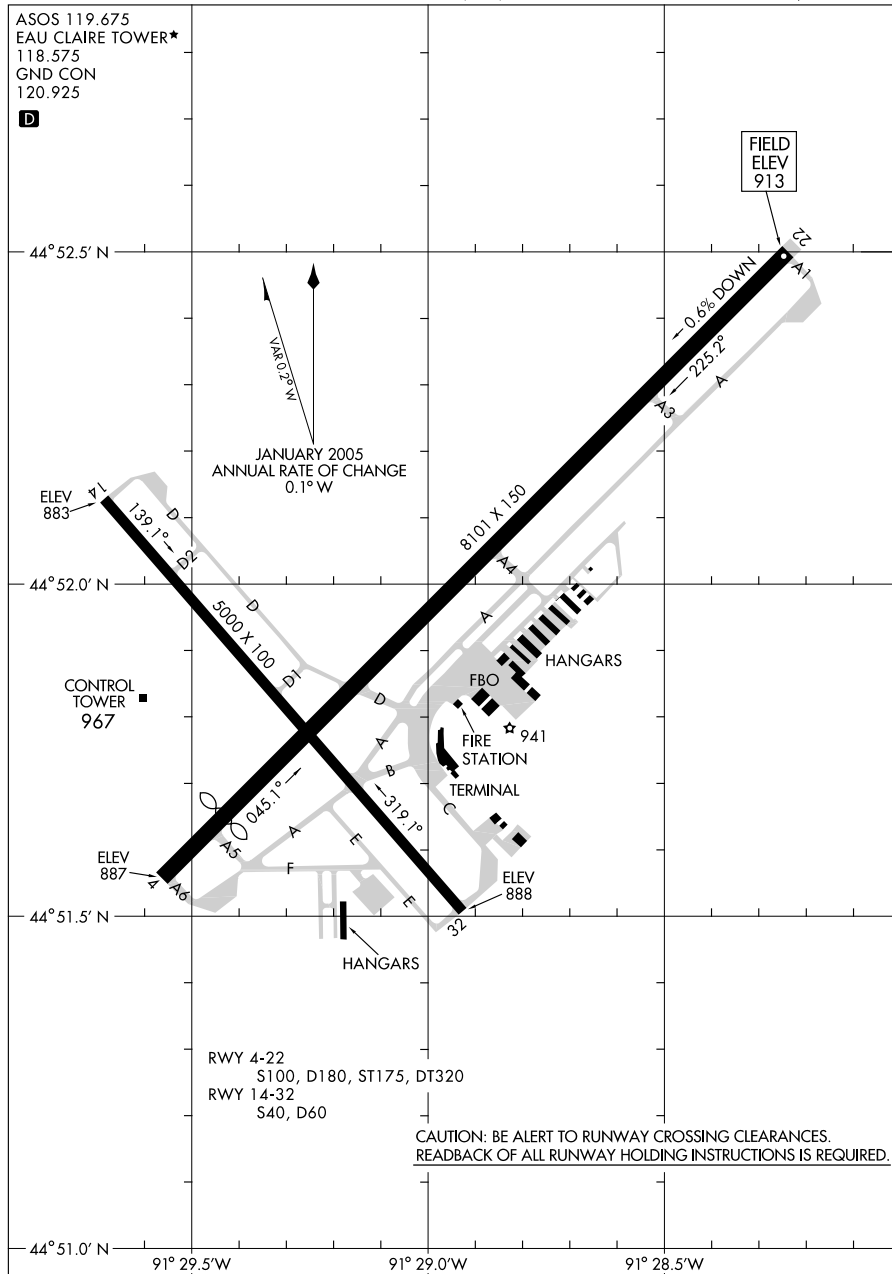 ASOS 119.675
EAU CLAIRE TOWER★
118.575
GND CON
120.925
D
FIELD
ELEV
913
22
A1
44°52.5' N
0.6% DOWN
225.2°
VAR 0.2° W
A
A3
JANUARY 2005
ANNUAL RATE OF CHANGE
0.1° W
14
ELEV
883
139.1°
D
D2
8101 X 150
A4
44°52.0' N
5000 X 100
D
A
HANGARS
D1
FBO
CONTROL
TOWER
967
D
FIRE
STATION
941
A
B
TERMINAL
045.1°
319.1°
C
A
E
A5
F
ELEV
887
4
A6
ELEV
888
E
44°51.5' N
32
HANGARS
RWY 4-22
S100, D180, ST175, DT320
RWY 14-32
S40, D60
CAUTION: BE ALERT TO RUNWAY CROSSING CLEARANCES.
READBACK OF ALL RUNWAY HOLDING INSTRUCTIONS IS REQUIRED.
44°51.0' N
91° 29.5'W
91° 29.0'W
91° 28.5'W